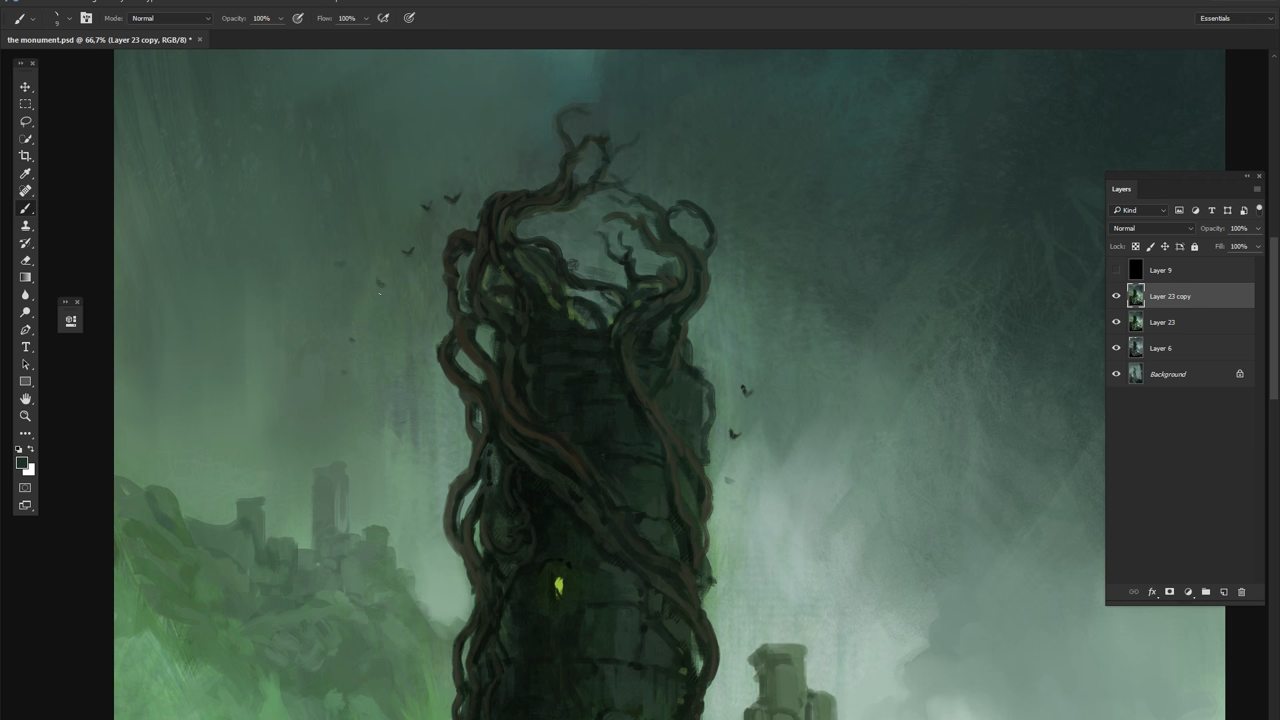 9
Mode: Normal Opacity: 100% Flow: 100% Essentials
the monument.psd @ 66,7% (Layer 23 copy, RGB/8) *
Layers
Kind
Normal Opacity: 100%
Lock: Fill: 100%
Layer 9
Layer 23 copy
Layer 23
Layer 6
Background